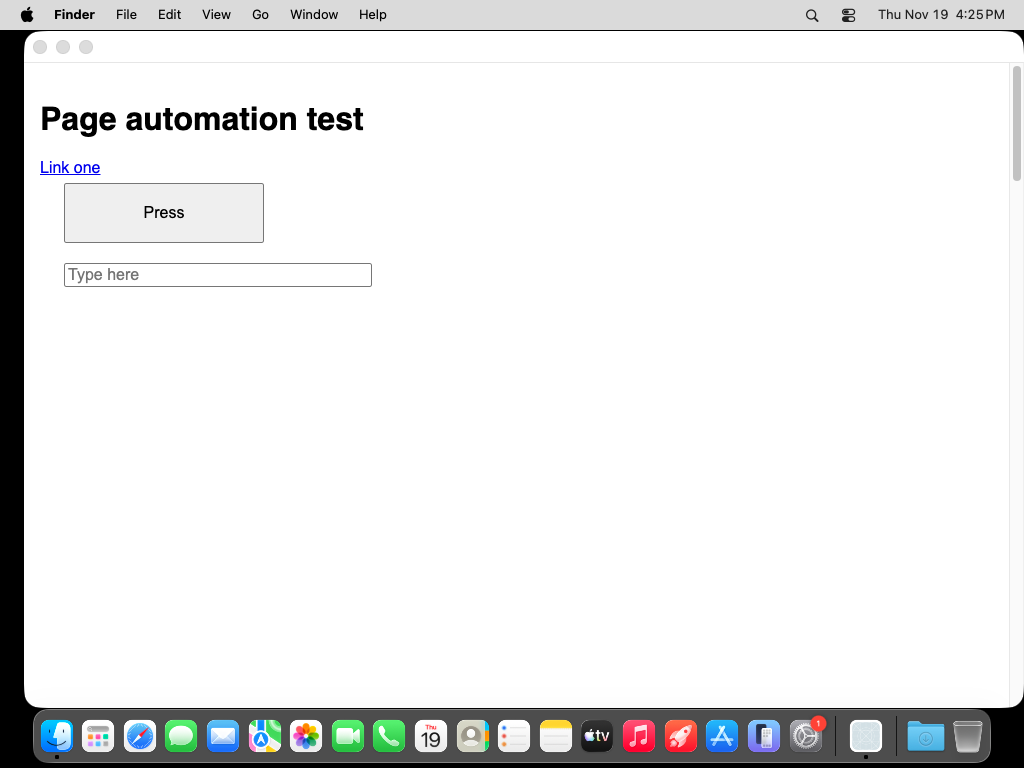 Finder File Edit View Go Window Help Thu Nov 19 4:25 PM
Page automation test
Link one
Press
Type here
Thu
19
tv
1